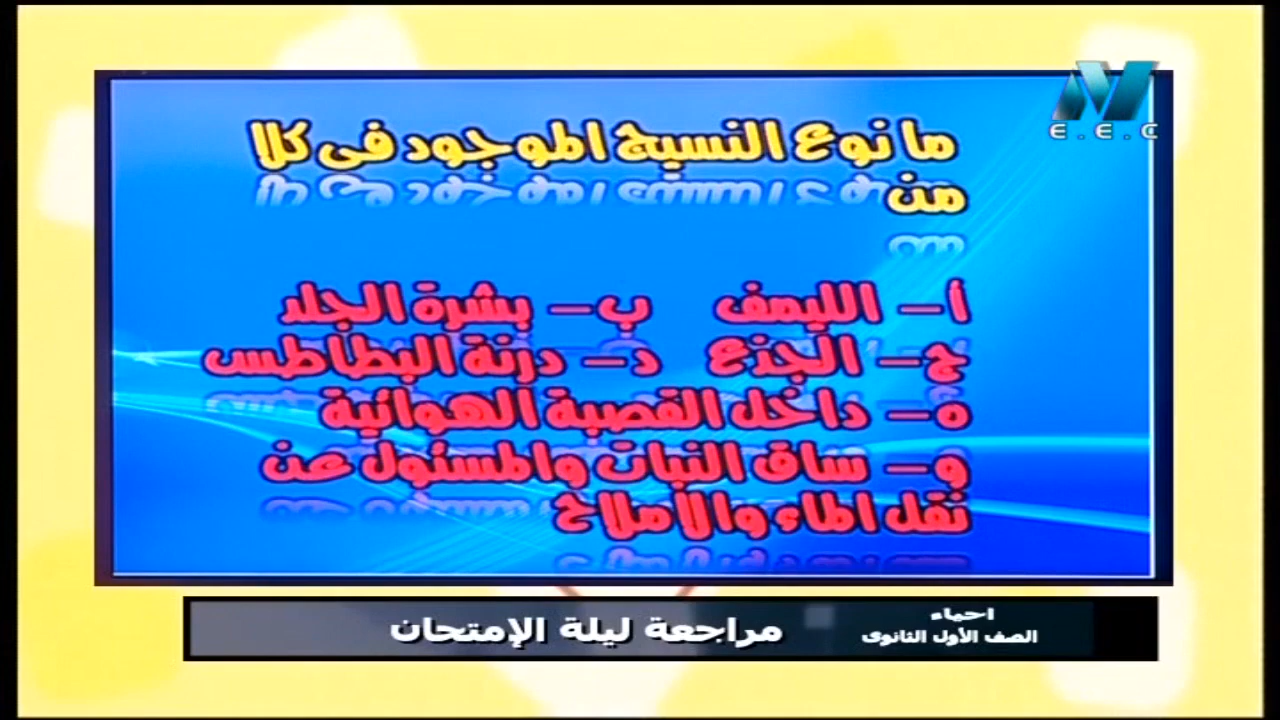 E.E.C
ما نوع النسيج الموجود فى كلا
من
أ – الليمف    ب – بشرة الجلد
ج – الجذع    د – درنة البطاطس
ه – داخل القصبة الهوائية
و – ساق النبات والمسئول عن
نقل الماء والأملاح
احياء
الصف الأول الثانوى
مراجعة ليلة الإمتحان